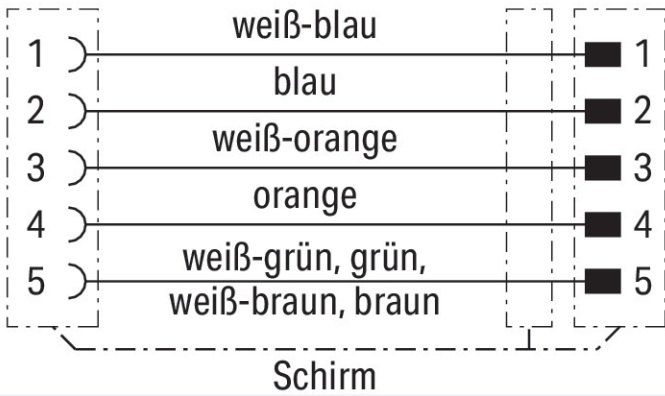 weiß-blau
1 1
blau
2 2
weiß-orange
3 3
orange
4 4
weiß-grün, grün,
5 5
weiß-braun, braun
Schirm